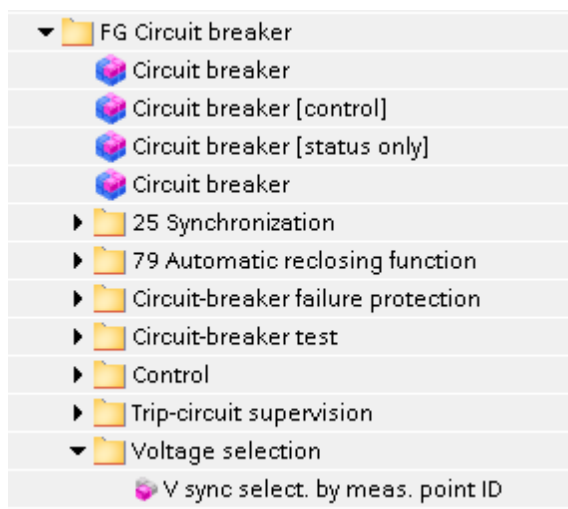 FG Circuit breaker
Circuit breaker
Circuit breaker [control]
Circuit breaker [status only]
Circuit breaker
25 Synchronization
79 Automatic reclosing function
Circuit-breaker failure protection
Circuit-breaker test
Control
Trip-circuit supervision
Voltage selection
V sync select. by meas. point ID